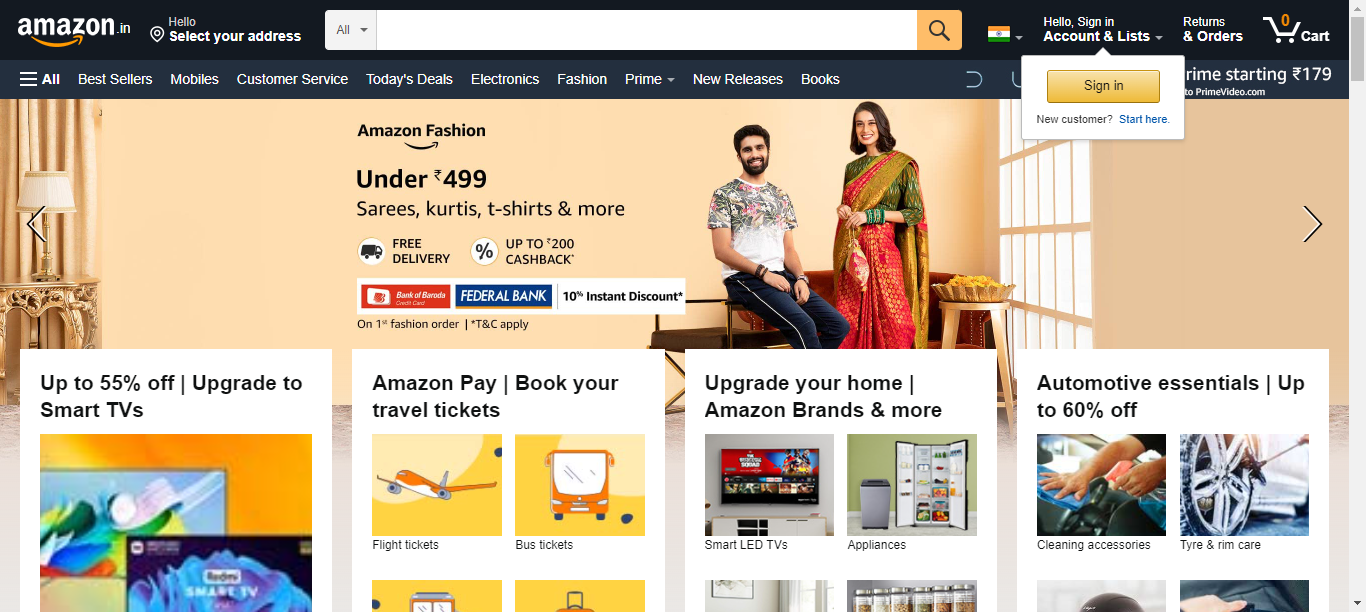 amazon.in
Hello
Select your address
All
Hello, Sign in
Account & Lists
Returns
& Orders
0
Cart
All
Best Sellers
Mobiles
Customer Service
Today's Deals
Electronics
Fashion
Prime
New Releases
Books
rime starting ₹179
to PrimeVideo.com
Sign in
New customer? Start here.
Amazon Fashion
Under ₹499
Sarees, kurtis, t-shirts & more
FREE
DELIVERY
%
UP TO ₹200
CASHBACK*
Bank of Baroda
Credit Card
FEDERAL BANK
10% Instant Discount*
On 1st fashion order | *T&C apply
Up to 55% off | Upgrade to
Smart TVs
Redmi
SMART TV
Amazon Pay | Book your
travel tickets
Flight tickets
Bus tickets
Upgrade your home |
Amazon Brands & more
Smart LED TVs
Appliances
Automotive essentials | Up
to 60% off
Cleaning accessories
Tyre & rim care